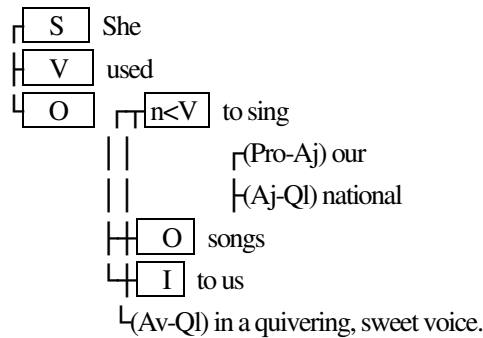 S She
V used
O n<V to sing
(Pro-Aj) our
(Aj-Ql) national
O songs
I to us
(Av-Ql) in a quivering, sweet voice.